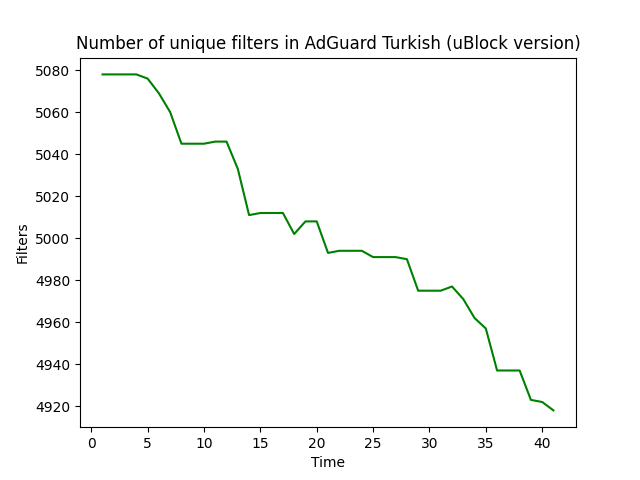 Number of unique filters in AdGuard Turkish (uBlock version)
5080
5060
5040
5020
5000
4980
4960
4940
4920
Filters
0 5 10 15 20 25 30 35 40
Time